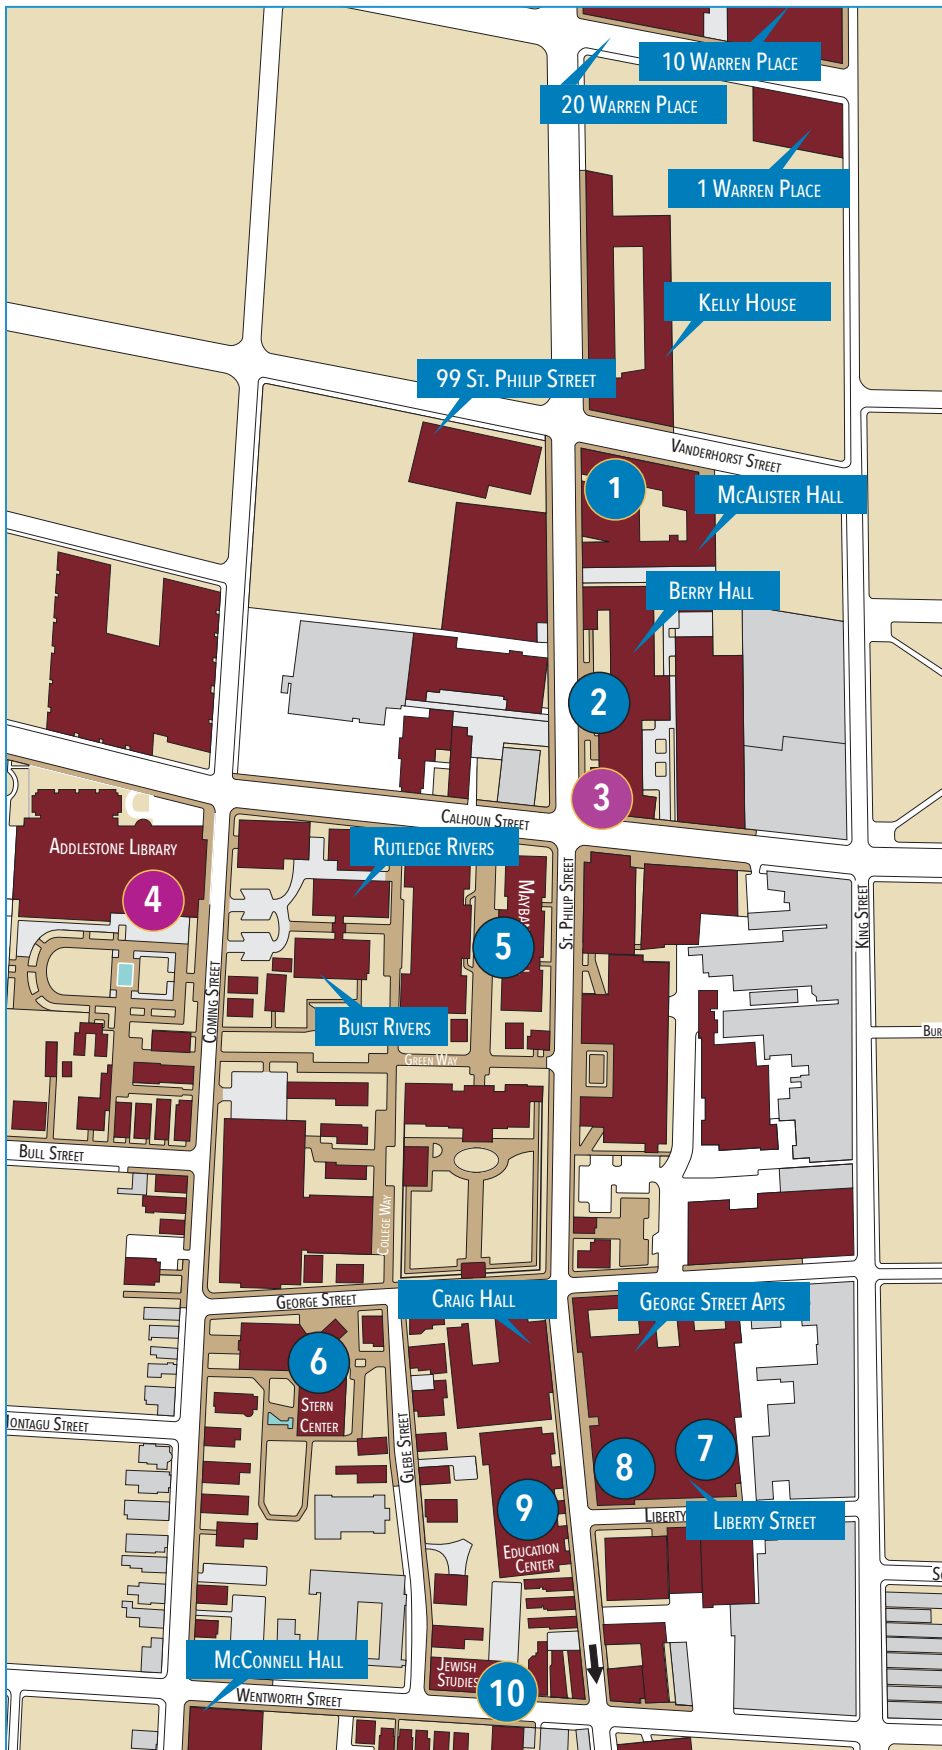 10 Warren Place
20 Warren Place
1 Warren Place
Kelly House
99 St. Philip Street
Vanderhorst Street
1
McAlister Hall
Berry Hall
2
3
Calhoun Street
Addlestone Library
4
Rutledge Rivers
St. Philip Street
King Street
5
Coming Street
Buist Rivers
Green Way
Bull Street
College Way
George Street
Craig Hall
George Street Apts
6
Stern
Center
Glebe Street
7
8
9
Liberty
Liberty Street
Education
Center
McConnell Hall
Jewish
Studies
10
Wentworth Street